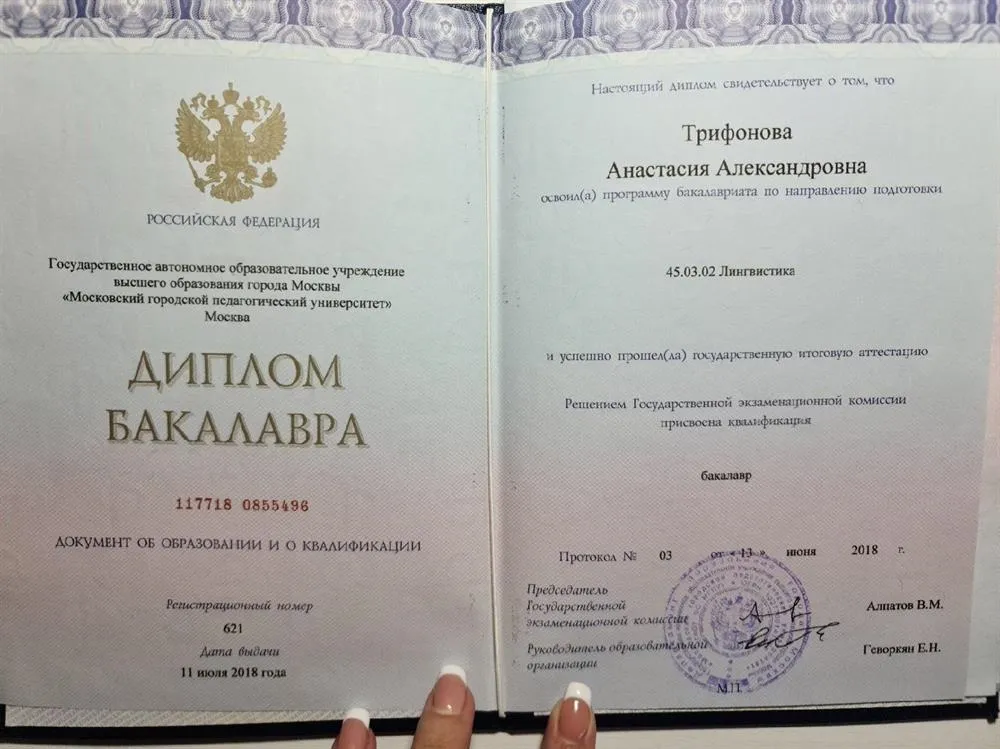 РОССИЙСКАЯ ФЕДЕРАЦИЯ
Государственное автономное образовательное учреждение
высшего образования города Москвы
«Московский городской педагогический университет»
Москва
ДИПЛОМ
БАКАЛАВРА
117718 0855496
ДОКУМЕНТ ОБ ОБРАЗОВАНИИ И О КВАЛИФИКАЦИИ
Регистрационный номер
621
Дата выдачи
11 июля 2018 года
Настоящий диплом свидетельствует о том, что
Трифонова
Анастасия Александровна
освоил(а) программу бакалавриата по направлению подготовки
45.03.02 Лингвистика
и успешно прошел(ла) государственную итоговую аттестацию
Решением Государственной экзаменационной комиссии
присвоена квалификация
бакалавр
Протокол № 03 от «13» июня 2018 г.
Председатель
Государственной
экзаменационной комиссии Алпатов В.М.
Руководитель образовательной
организации Геворкян Е.Н.
М.П.